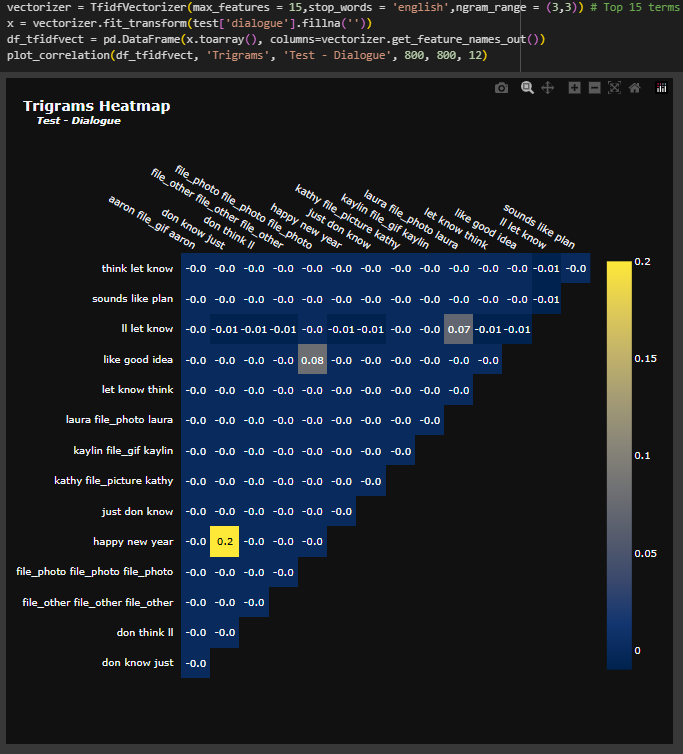 vectorizer = TfidfVectorizer(max_features = 15,stop_words = 'english',ngram_range = (3,3)) # Top 15 terms
x = vectorizer.fit_transform(test['dialogue'].fillna(''))
df_tfidfvect = pd.DataFrame(x.toarray(), columns=vectorizer.get_feature_names_out())
plot_correlation(df_tfidfvect, 'Trigrams', 'Test - Dialogue', 800, 800, 12)
Trigrams Heatmap
Test - Dialogue
aaron file_gif aaron
don know just
don think ll
file_other file_other file_other
file_photo file_photo file_photo
happy new year
just don know
kathy file_picture kathy
kaylin file_gif kaylin
laura file_photo laura
let know think
like good idea
ll let know
sounds like plan
think let know -0.0 -0.0 -0.0 -0.0 -0.0 -0.0 -0.0 -0.0 -0.0 -0.0 -0.0 -0.0 -0.01 -0.0
sounds like plan -0.0 -0.0 -0.0 -0.0 -0.0 -0.0 -0.0 -0.0 -0.0 -0.0 -0.0 -0.0 -0.01
ll let know -0.0 -0.01 -0.01 -0.01 -0.0 -0.01 -0.01 -0.0 -0.0 0.07 -0.01 -0.01
like good idea -0.0 -0.0 -0.0 -0.0 0.08 -0.0 -0.0 -0.0 -0.0 -0.0 -0.0
let know think -0.0 -0.0 -0.0 -0.0 -0.0 -0.0 -0.0 -0.0 -0.0 -0.0
laura file_photo laura -0.0 -0.0 -0.0 -0.0 -0.0 -0.0 -0.0 -0.0 -0.0
kaylin file_gif kaylin -0.0 -0.0 -0.0 -0.0 -0.0 -0.0 -0.0 -0.0
kathy file_picture kathy -0.0 -0.0 -0.0 -0.0 -0.0 -0.0 -0.0
just don know -0.0 -0.0 -0.0 -0.0 -0.0 -0.0
happy new year -0.0 0.2 -0.0 -0.0 -0.0
file_photo file_photo file_photo -0.0 -0.0 -0.0 -0.0
file_other file_other file_other -0.0 -0.0 -0.0
don think ll -0.0 -0.0
don know just -0.0
0.2
0.15
0.1
0.05
0